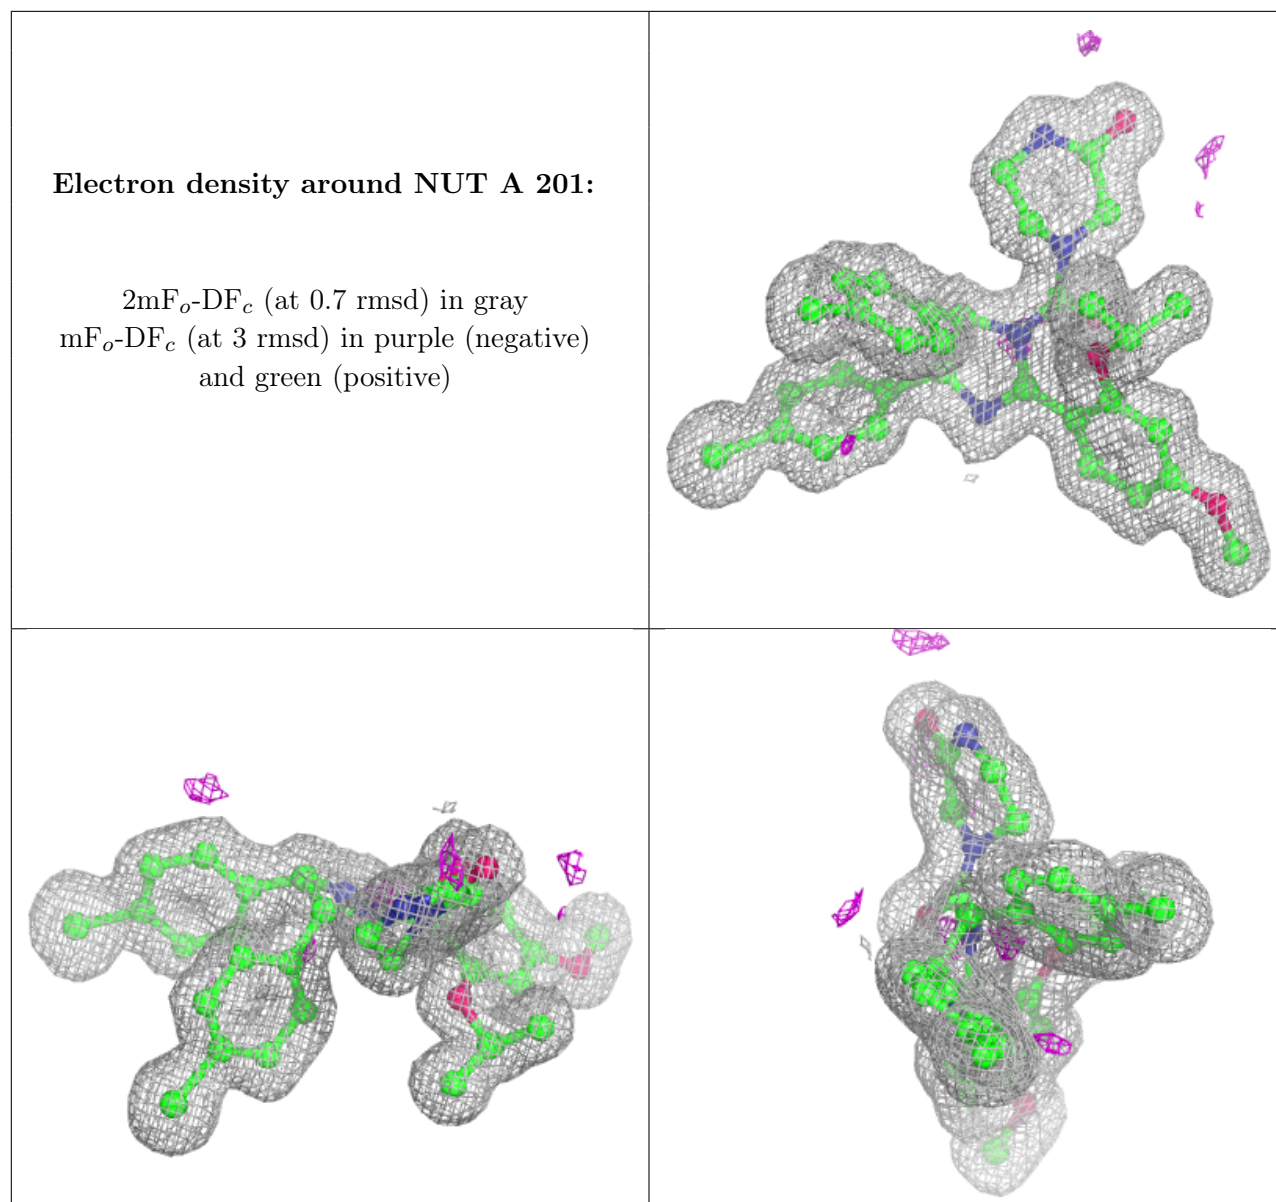 Electron density around NUT A 201:
2mFo-DFc (at 0.7 rmsd) in gray
mFo-DFc (at 3 rmsd) in purple (negative)
and green (positive)